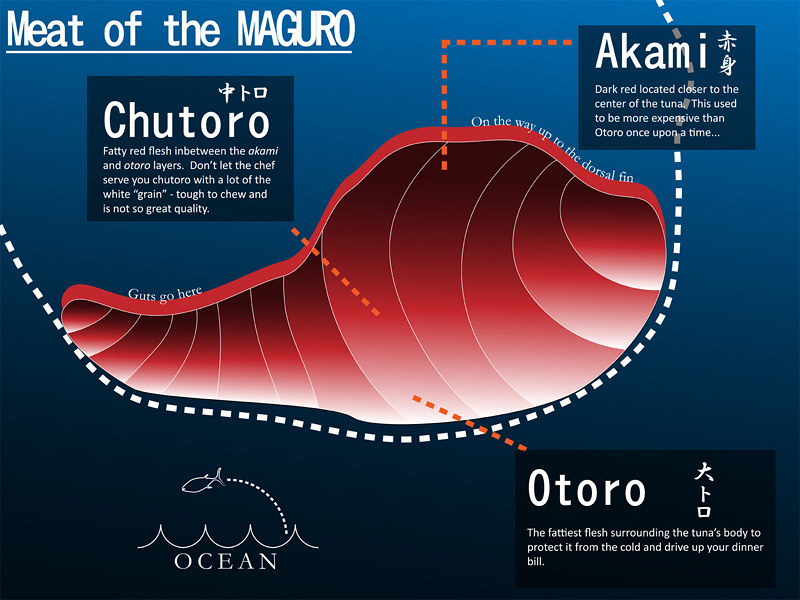 Meat of the MAGURO
Akami
赤身
Dark red located closer to the
center of the tuna. This used
to be more expensive than
Otoro once upon a time...
中トロ
Chutoro
Fatty red flesh inbetween the akami
and otoro layers. Don't let the chef
serve you chutoro with a lot of the
white "grain" - tough to chew and
is not so great quality.
On the way up to the dorsal fin
Guts go here
Otoro
大トロ
The fattiest flesh surrounding the tuna's body to
protect it from the cold and drive up your dinner
bill.
OCEAN